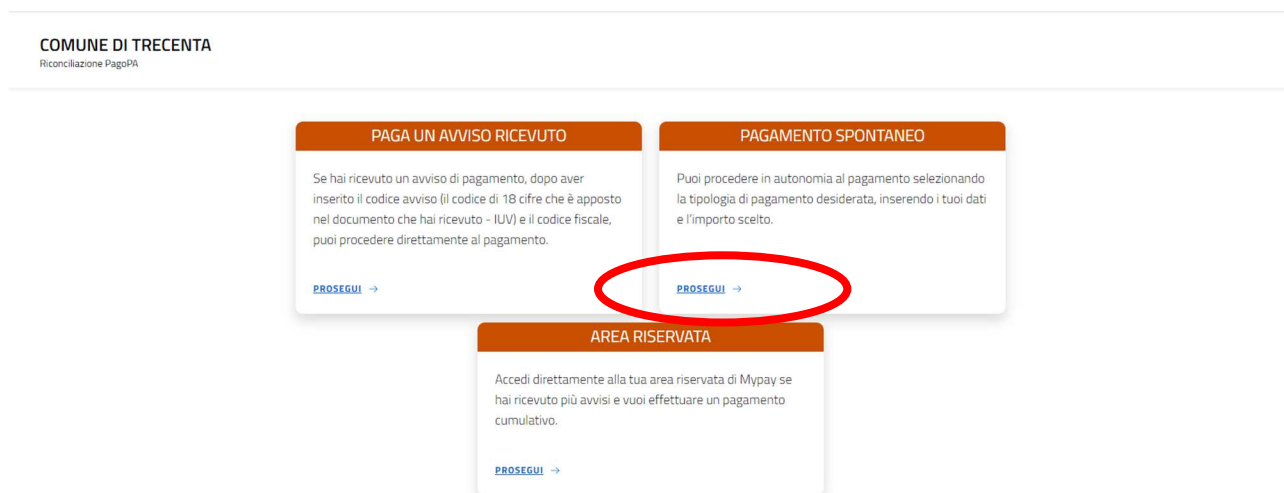 COMUNE DI TRECENTA
Riconciliazione PagoPA
PAGA UN AVVISO RICEVUTO
Se hai ricevuto un avviso di pagamento, dopo aver
inserito il codice avviso (il codice di 18 cifre che è apposto
nel documento che hai ricevuto - IUV) e il codice fiscale,
puoi procedere direttamente al pagamento.
PROSEGUI →
PAGAMENTO SPONTANEO
Puoi procedere in autonomia al pagamento selezionando
la tipologia di pagamento desiderata, inserendo i tuoi dati
e l'importo scelto.
PROSEGUI →
AREA RISERVATA
Accedi direttamente alla tua area riservata di Mypay se
hai ricevuto più avvisi e vuoi effettuare un pagamento
cumulativo.
PROSEGUI →